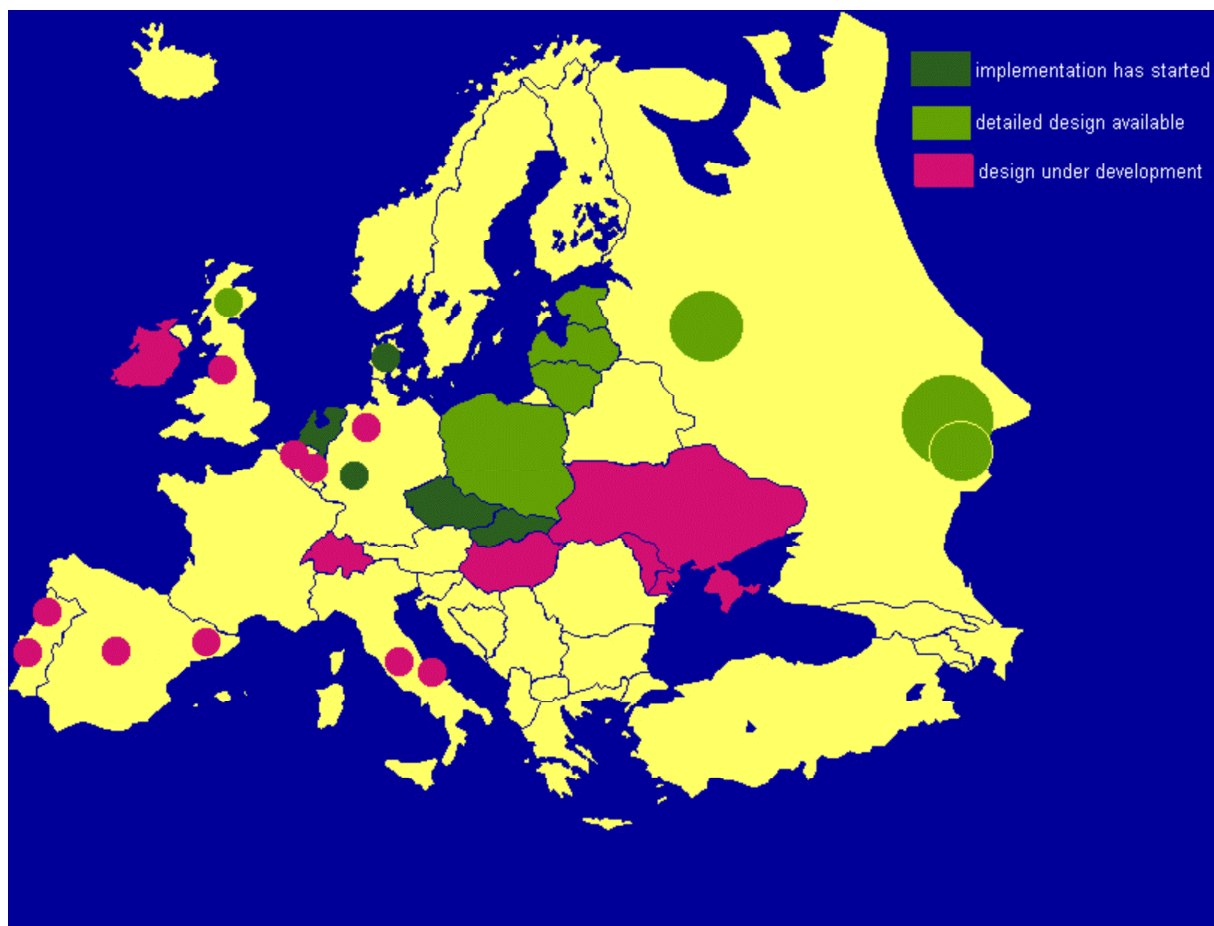 implementation has started
detailed design available
design under development